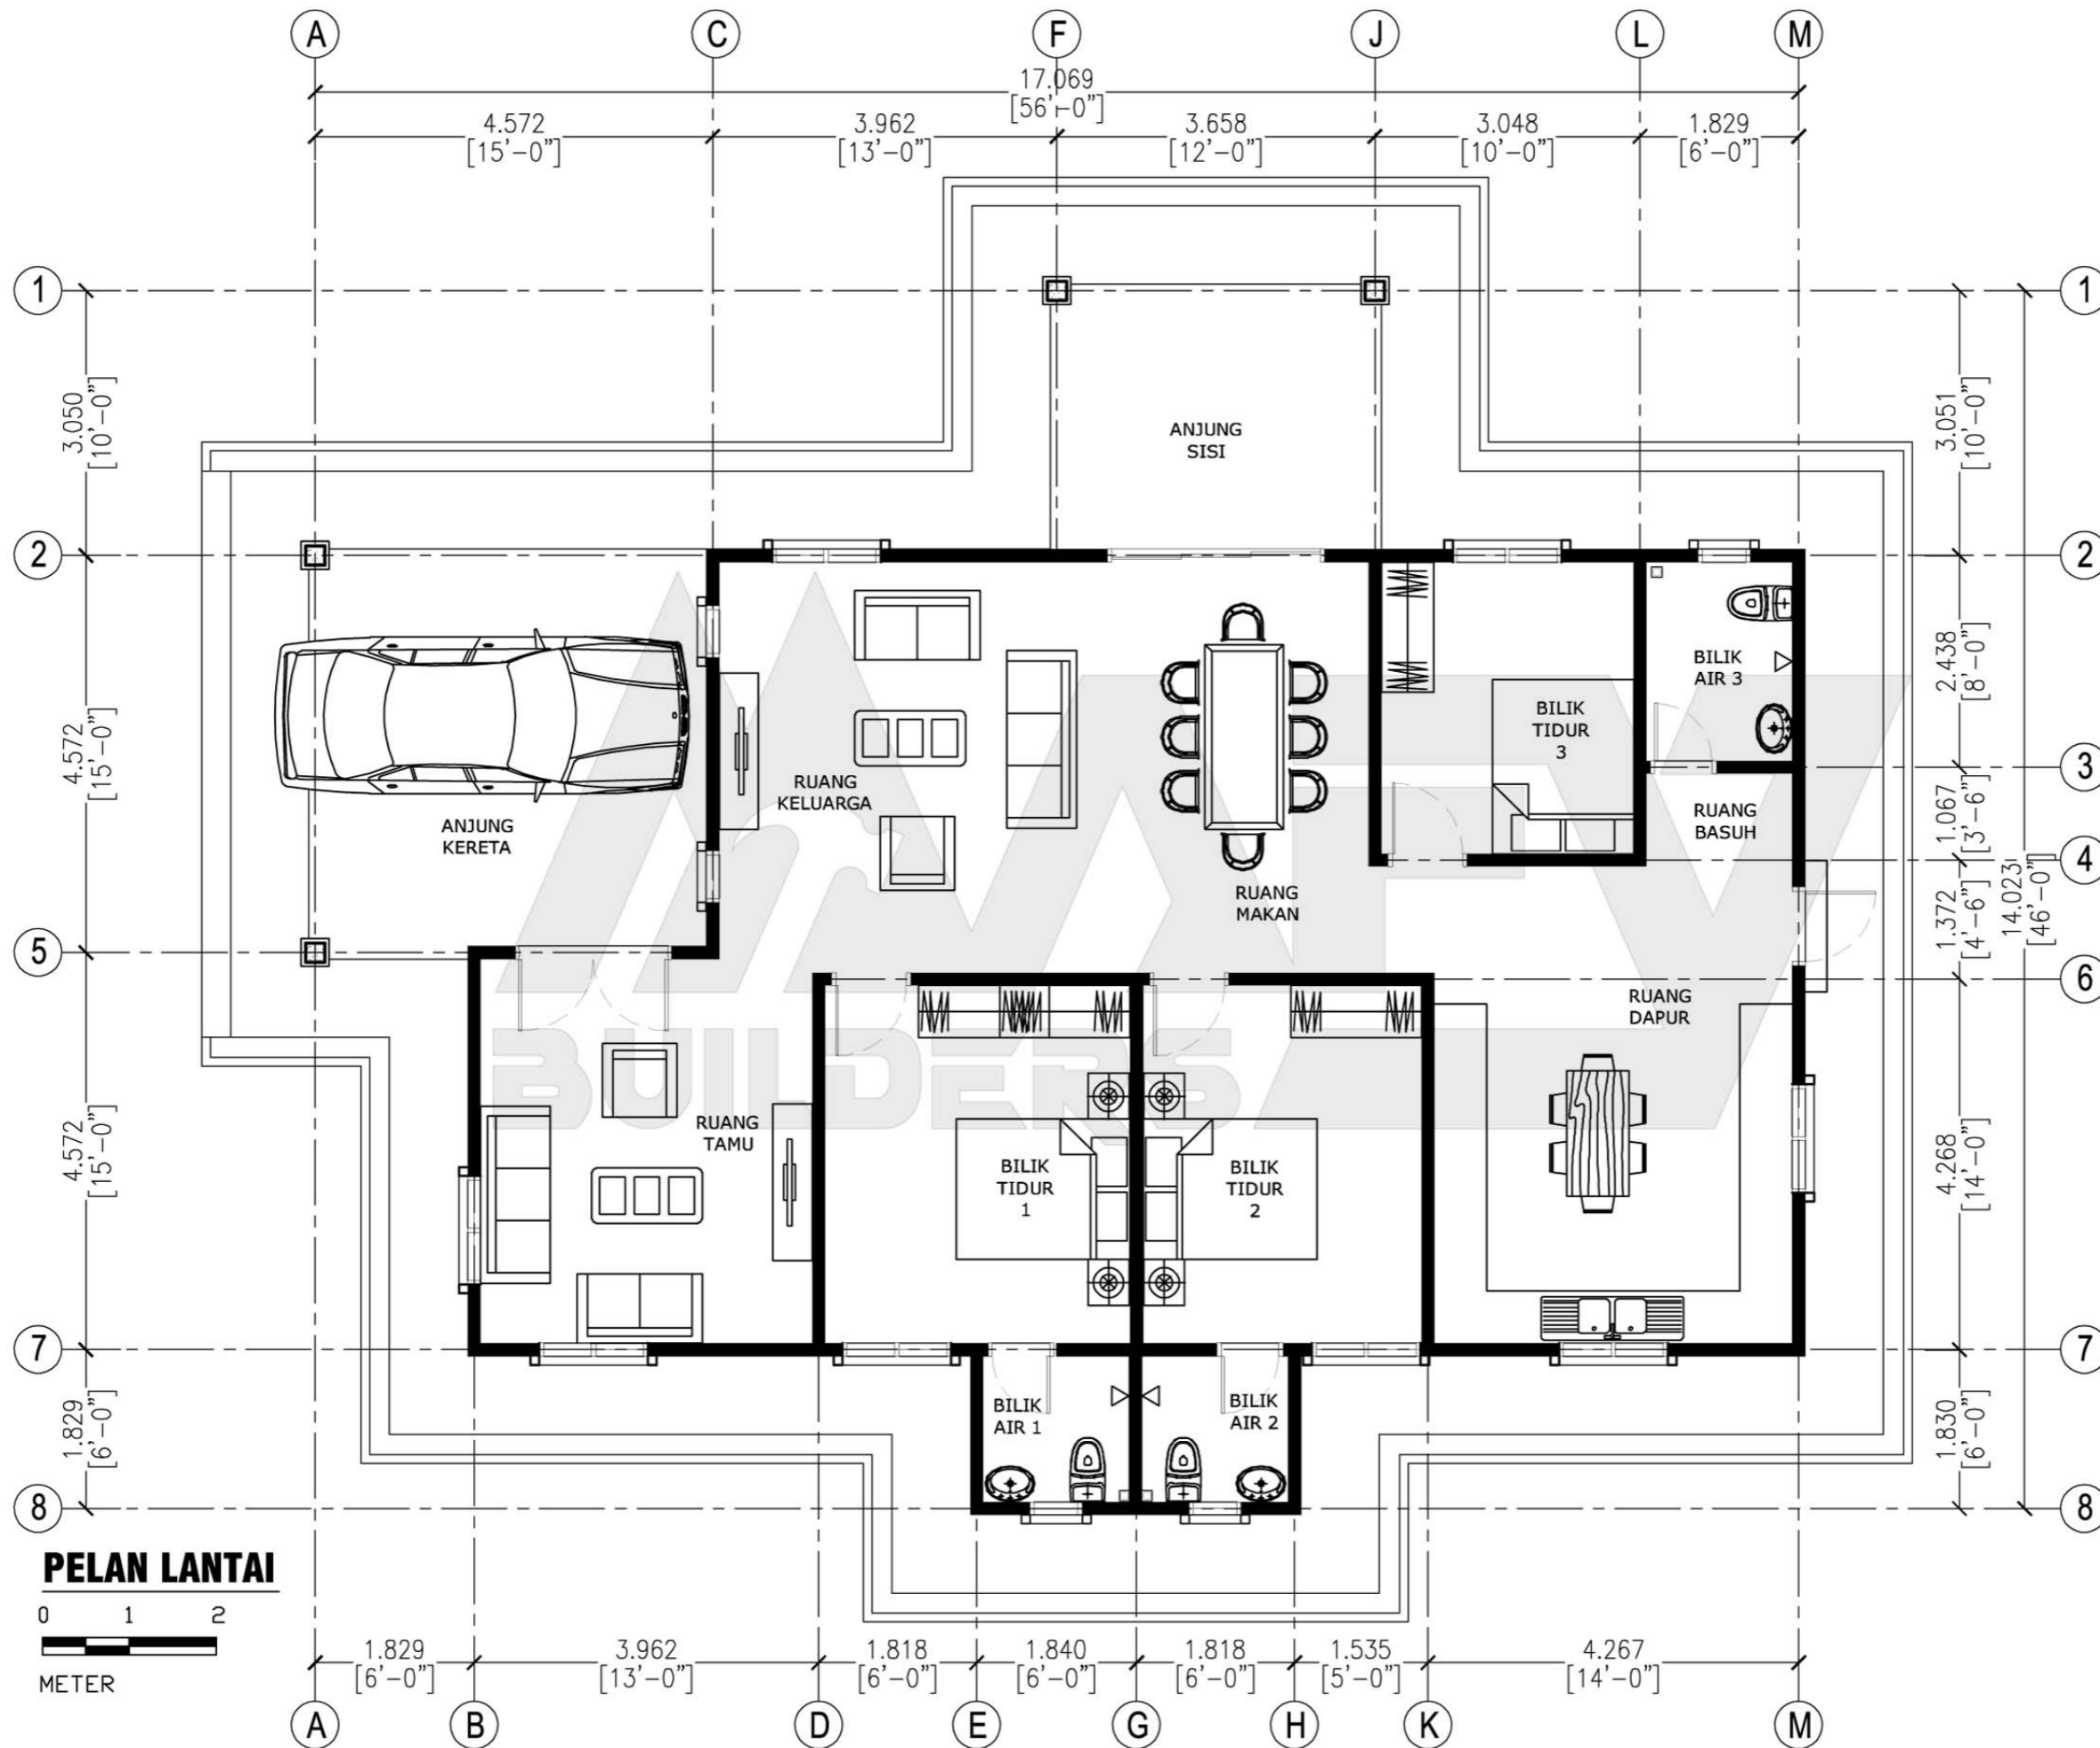 A C F J L M
17.069
[56'-0"]
4.572 3.962 3.658 3.048 1.829
[15'-0"] [13'-0"] [12'-0"] [10'-0"] [6'-0"]
1 1
3.050
[10'-0"]
3.051
[10'-0"]
ANJUNG
SISI
2 2
4.572
[15'-0"]
2.438
[8'-0"]
BILIK
AIR 3
BILIK
TIDUR
3
RUANG
KELUARGA
3
RUANG
BASUH
1.067
[3'-6"]
ANJUNG
KERETA
4
RUANG
MAKAN
1.372
[4'-6"]
14.023
[46'-0"]
5
6
RUANG
DAPUR
MFV
BUILDERS
4.572
[15'-0"]
RUANG
TAMU
BILIK
TIDUR
1
BILIK
TIDUR
2
4.268
[14'-0"]
7 7
1.829
[6'-0"]
BILIK
AIR 1
BILIK
AIR 2
1.830
[6'-0"]
8 8
PELAN LANTAI
0 1 2
METER
1.829 3.962 1.818 1.840 1.818 1.535 4.267
[6'-0"] [13'-0"] [6'-0"] [6'-0"] [6'-0"] [5'-0"] [14'-0"]
A B D E G H K M